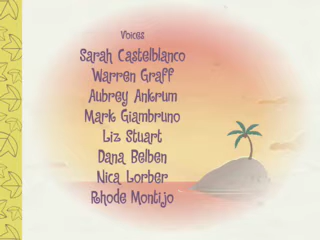 Voices
Sarah Castelblanco
Warren Graff
Aubrey Ankrum
Mark Giambruno
Liz Stuart
Dana Belben
Nica Lorber
Rhode Montijo